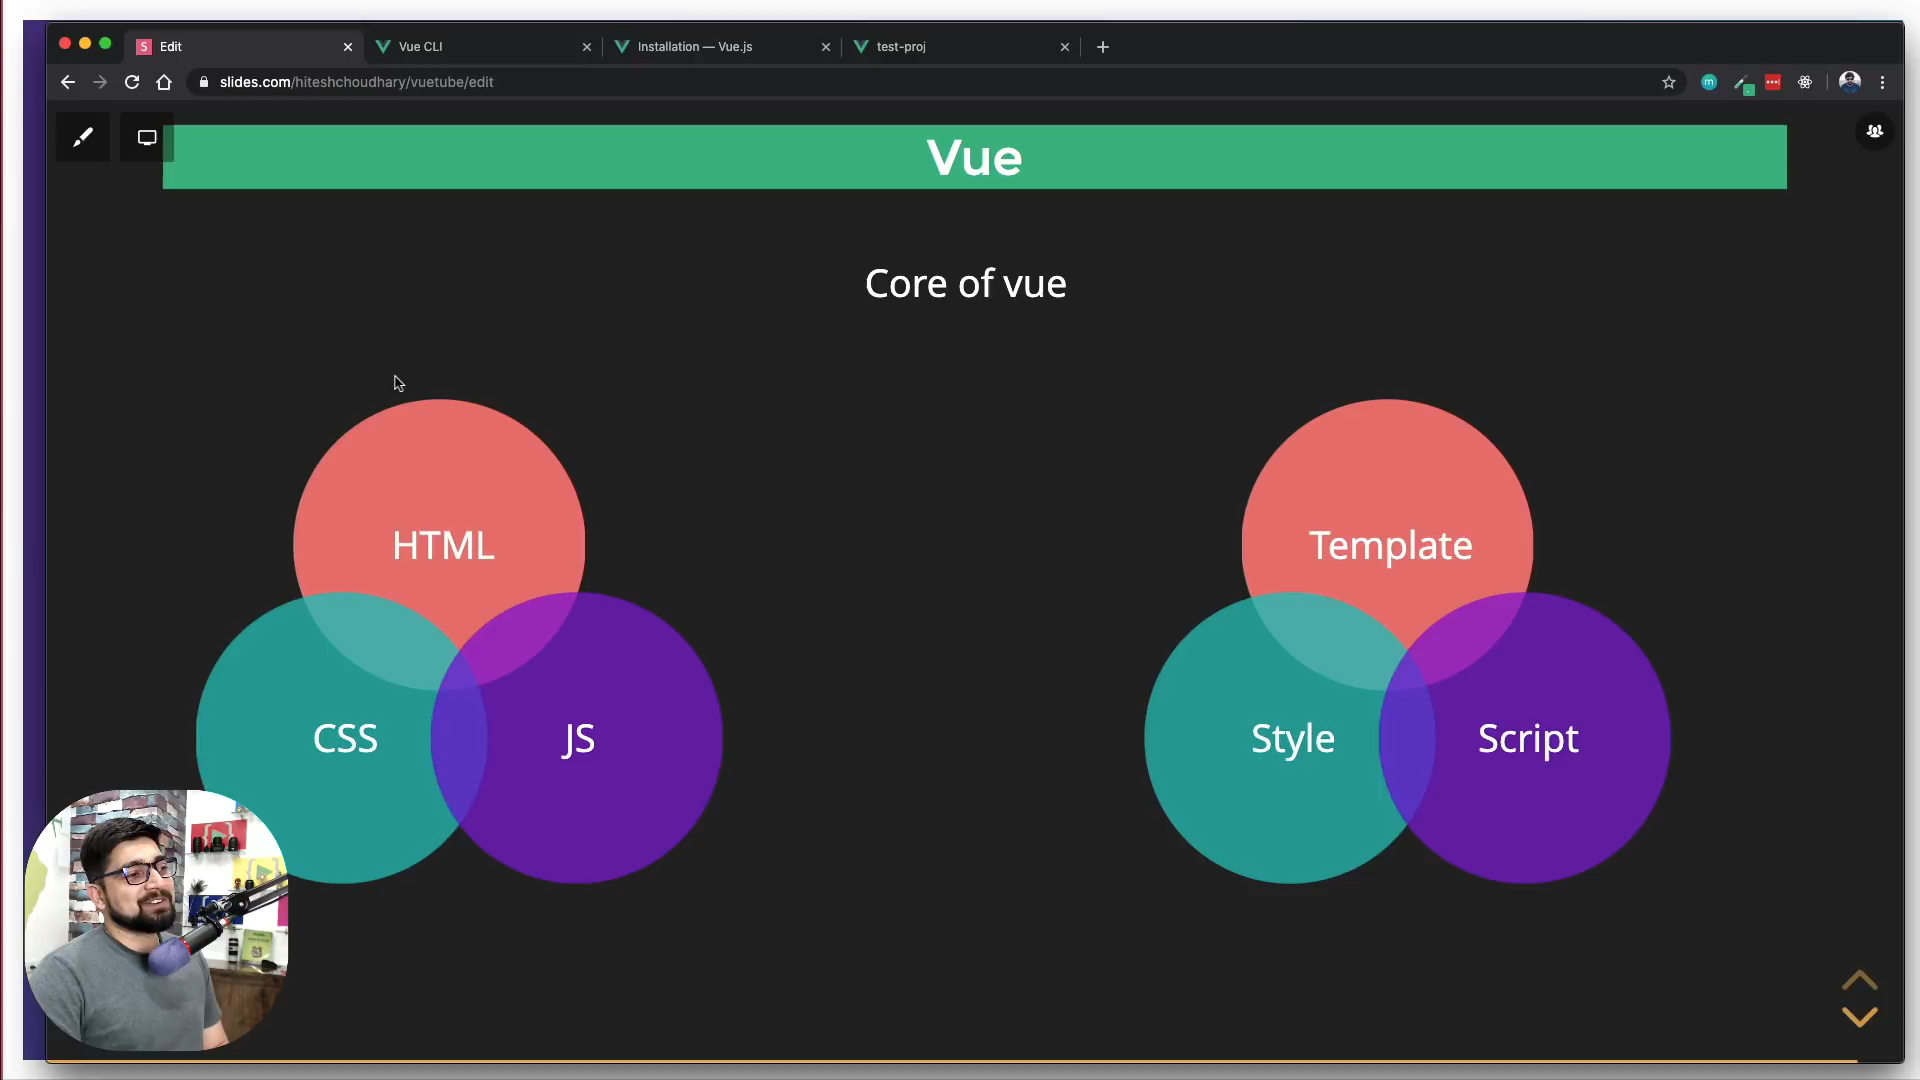 Edit
Vue CLI
Installation — Vue.js
test-proj
slides.com/hiteshchoudhary/vuetube/edit
Vue
Core of vue
HTML
CSS
JS
Template
Style
Script